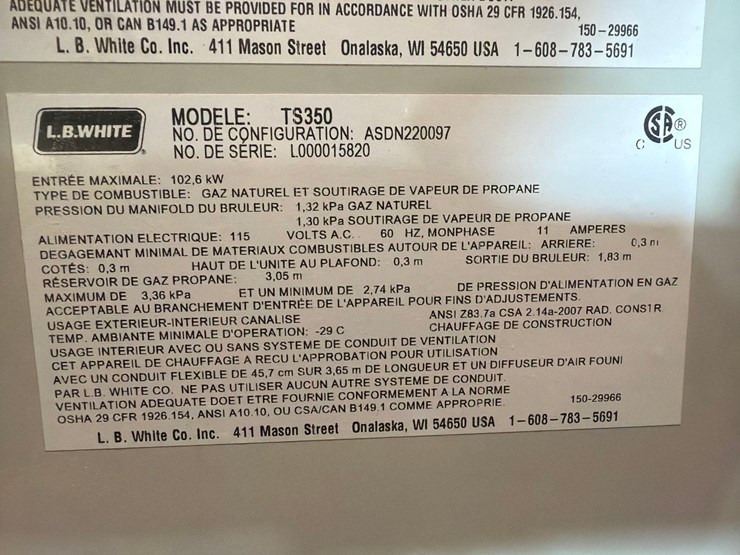 ADEQUATE VENTILATION MUST BE PROVIDED FOR IN ACCORDANCE WITH OSHA 29 CFR 1926.154,
ANSI A10.10, OR CAN B149.1 AS APPROPRIATE
150-29966
L. B. White Co. Inc. 411 Mason Street Onalaska, WI 54650 USA 1-608-783-5691
L.B.WHITE
MODELE: TS350
NO. DE CONFIGURATION: ASDN220097
NO. DE SÉRIE: L000015820
SA ®
C US
ENTRÉE MAXIMALE: 102,6 kW
TYPE DE COMBUSTIBLE: GAZ NATUREL ET SOUTIRAGE DE VAPEUR DE PROPANE
PRESSION DU MANIFOLD DU BRULEUR: 1,32 kPa GAZ NATUREL
1,30 kPa SOUTIRAGE DE VAPEUR DE PROPANE
ALIMENTATION ELECTRIQUE: 115 VOLTS A.C. 60 HZ, MONPHASE 11 AMPERES
DEGAGEMANT MINIMAL DE MATERIAUX COMBUSTIBLES AUTOUR DE L'APPAREIL: ARRIERE: 0,3 m
COTÉS: 0,3 m HAUT DE L'UNITE AU PLAFOND: 0,3 m SORTIE DU BRULEUR: 1,83 m
RÉSERVOIR DE GAZ PROPANE: 3,05 m
MAXIMUM DE 3,36 kPa ET UN MINIMUM DE 2,74 kPa DE PRESSION D'ALIMENTATION EN GAZ
ACCEPTABLE AU BRANCHEMENT D'ENTRÉE DE L'APPAREIL POUR FINS D'ADJUSTEMENTS.
USAGE EXTERIEUR-INTERIEUR CANALISE ANSI Z83.7a CSA 2.14a-2007 RAD. CONSTR.
TEMP. AMBIANTE MINIMALE D'OPERATION: -29 C CHAUFFAGE DE CONSTRUCTION
USAGE INTERIEUR AVEC OU SANS SYSTEME DE CONDUIT DE VENTILATION
CET APPAREIL DE CHAUFFAGE A RECU L'APPROBATION POUR UTILISATION
AVEC UN CONDUIT FLEXIBLE DE 45,7 cm SUR 3,65 m DE LONGUEUR ET UN DIFFUSEUR D'AIR FOUNI
PAR L.B. WHITE CO. NE PAS UTILISER AUCUN AUTRE SYSTEME DE CONDUIT.
VENTILATION ADEQUATE DOET ETRE FOURNIE CONFORMEMENT A LA NORME
OSHA 29 CFR 1926.154, ANSI A10.10, OU CSA/CAN B149.1 COMME APPROPRIE. 150-29966
L. B. White Co. Inc. 411 Mason Street Onalaska, WI 54650 USA 1-608-783-5691